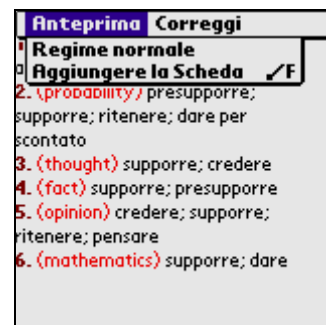 Anteprima Correggi
Regime normale
Aggiungere la Scheda /F
2. (probability) presupporre;
supporre; ritenere; dare per
scontato
3. (thought) supporre; credere
4. (fact) supporre; presupporre
5. (opinion) credere; supporre;
ritenere; pensare
6. (mathematics) supporre; dare